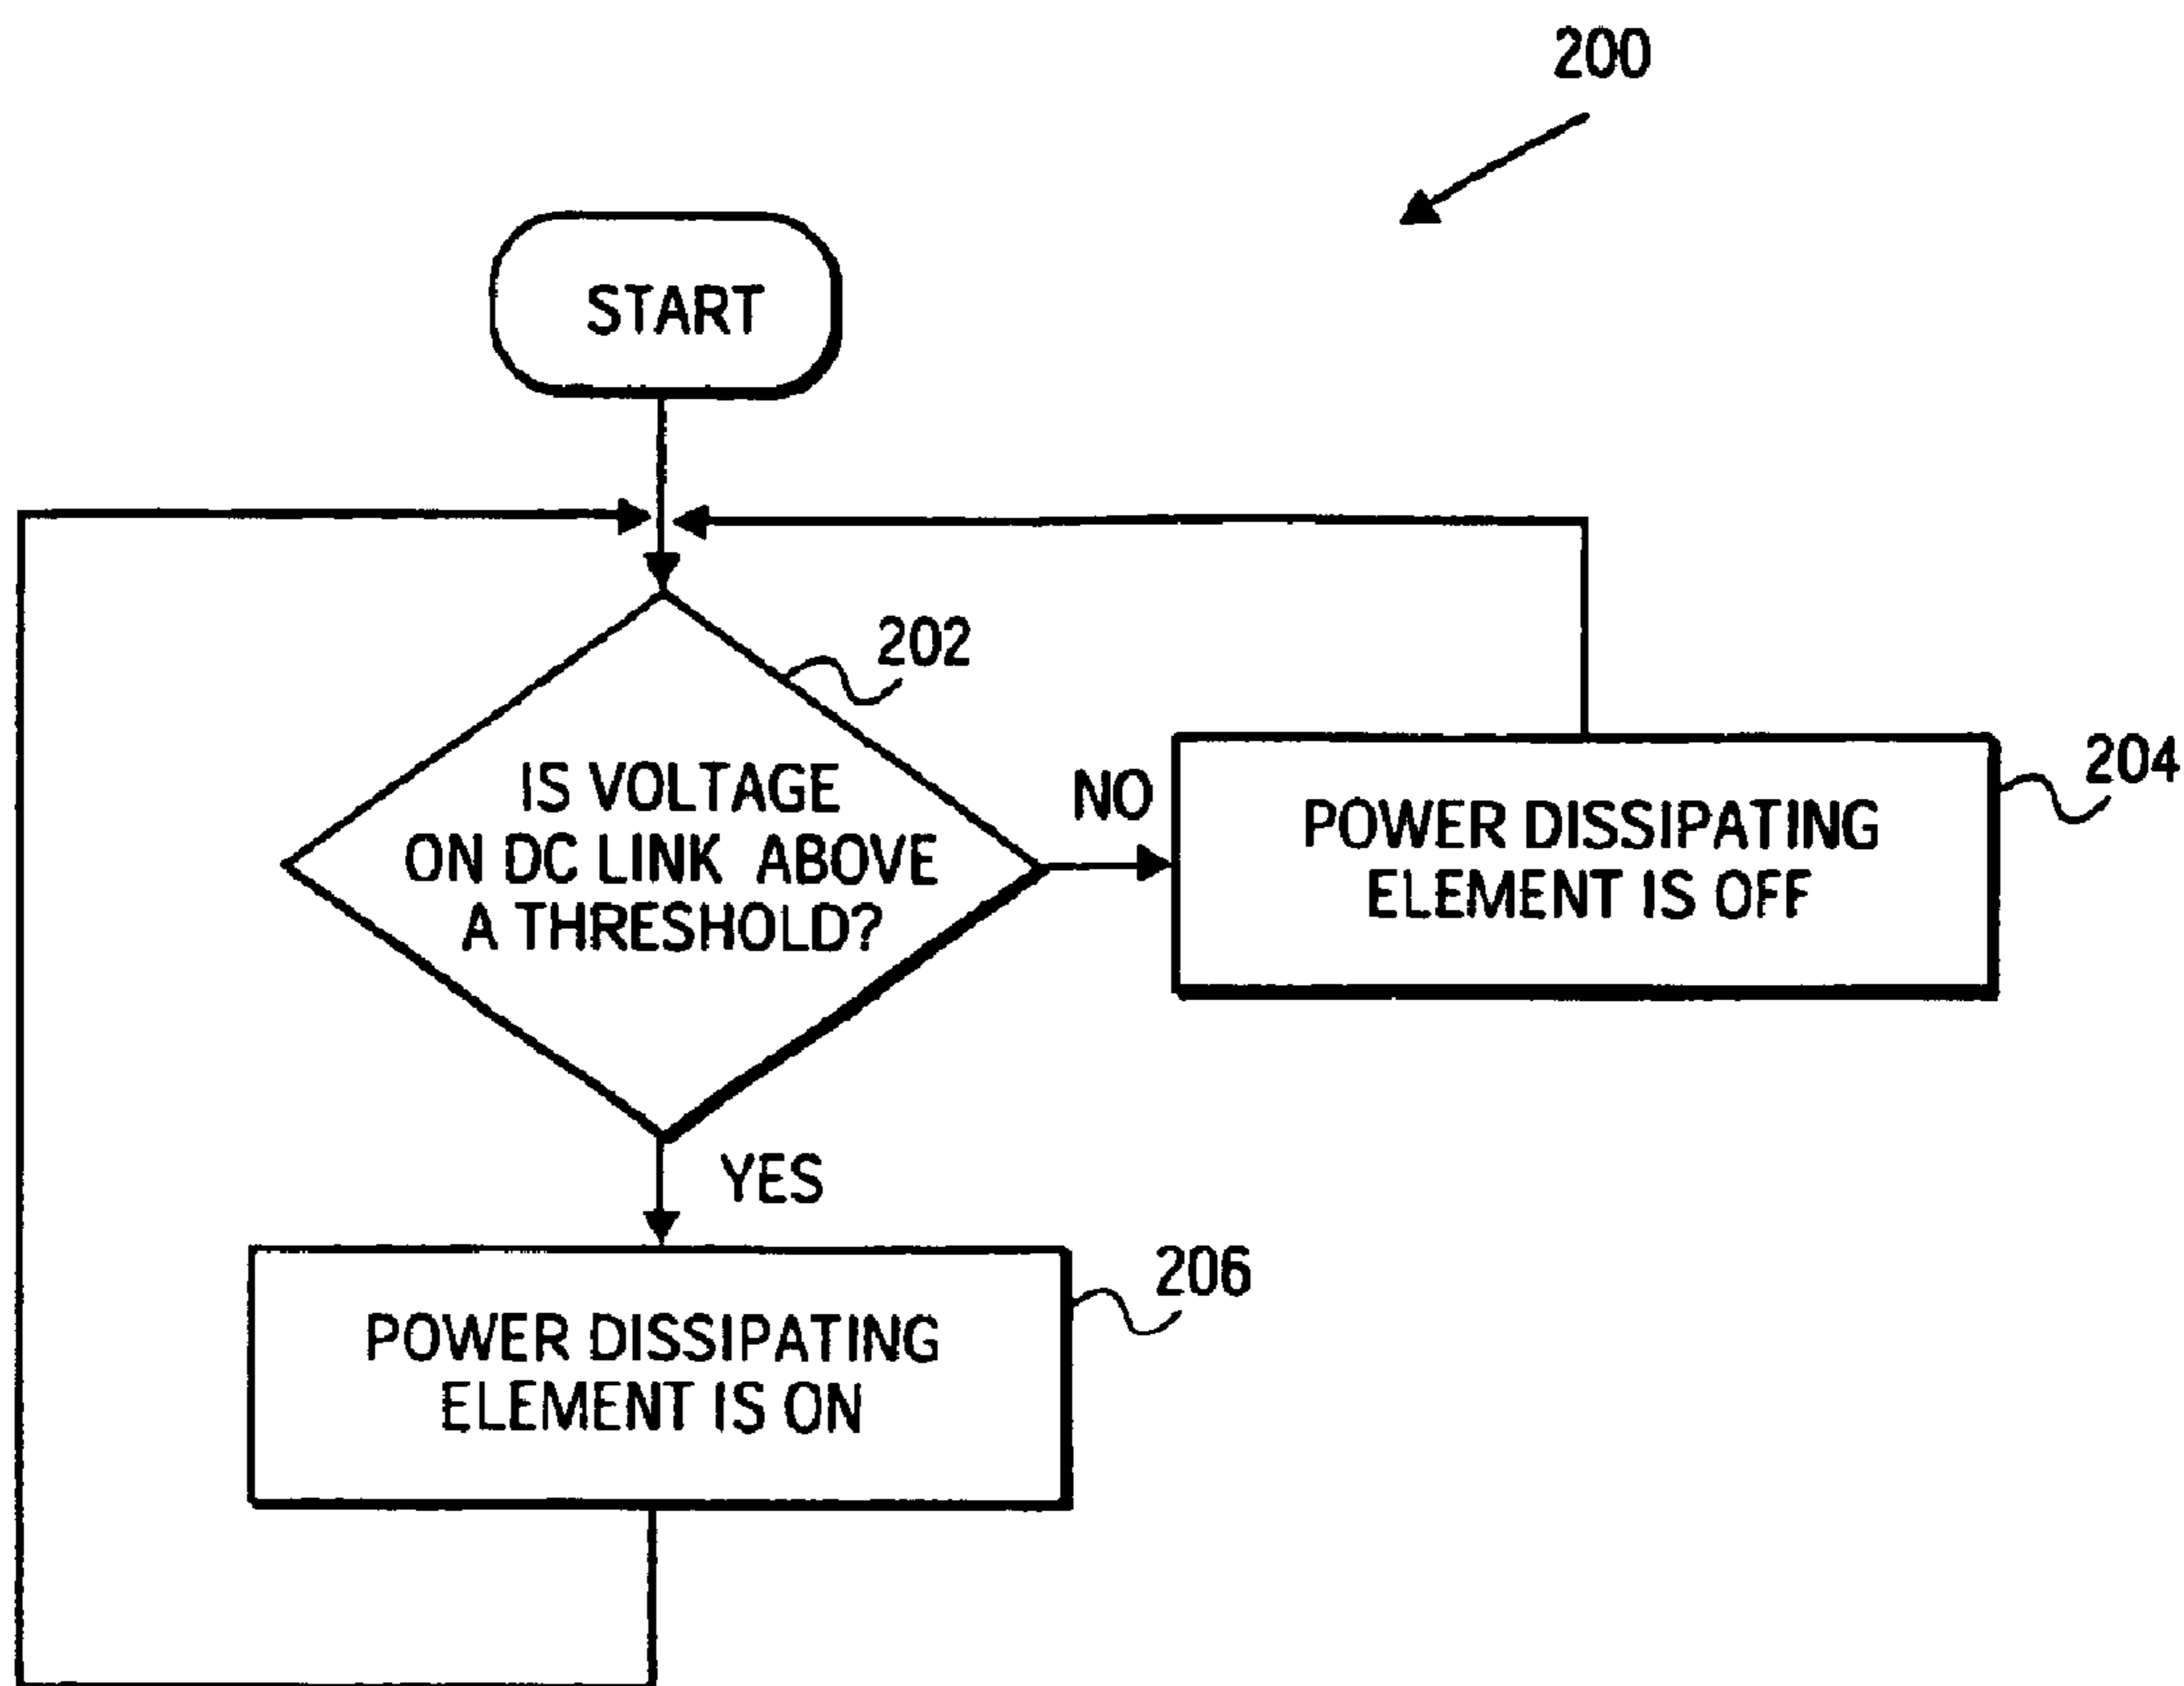 200
START
202
IS VOLTAGE
ON DC LINK ABOVE
A THRESHOLD?
NO
204
POWER DISSIPATING
ELEMENT IS OFF
YES
206
POWER DISSIPATING
ELEMENT IS ON